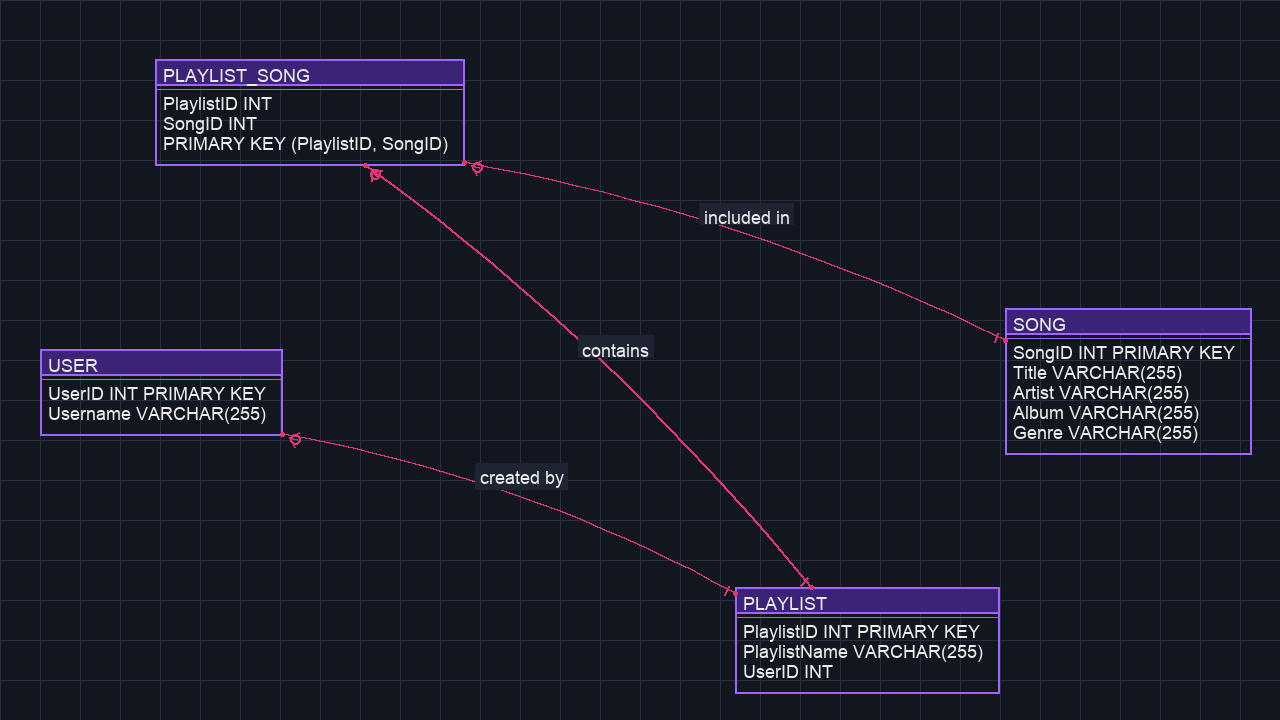 PLAYLIST_SONG
PlaylistID INT
SongID INT
PRIMARY KEY (PlaylistID, SongID)
included in
SONG
SongID INT PRIMARY KEY
Title VARCHAR(255)
Artist VARCHAR(255)
Album VARCHAR(255)
Genre VARCHAR(255)
contains
USER
UserID INT PRIMARY KEY
Username VARCHAR(255)
created by
PLAYLIST
PlaylistID INT PRIMARY KEY
PlaylistName VARCHAR(255)
UserID INT